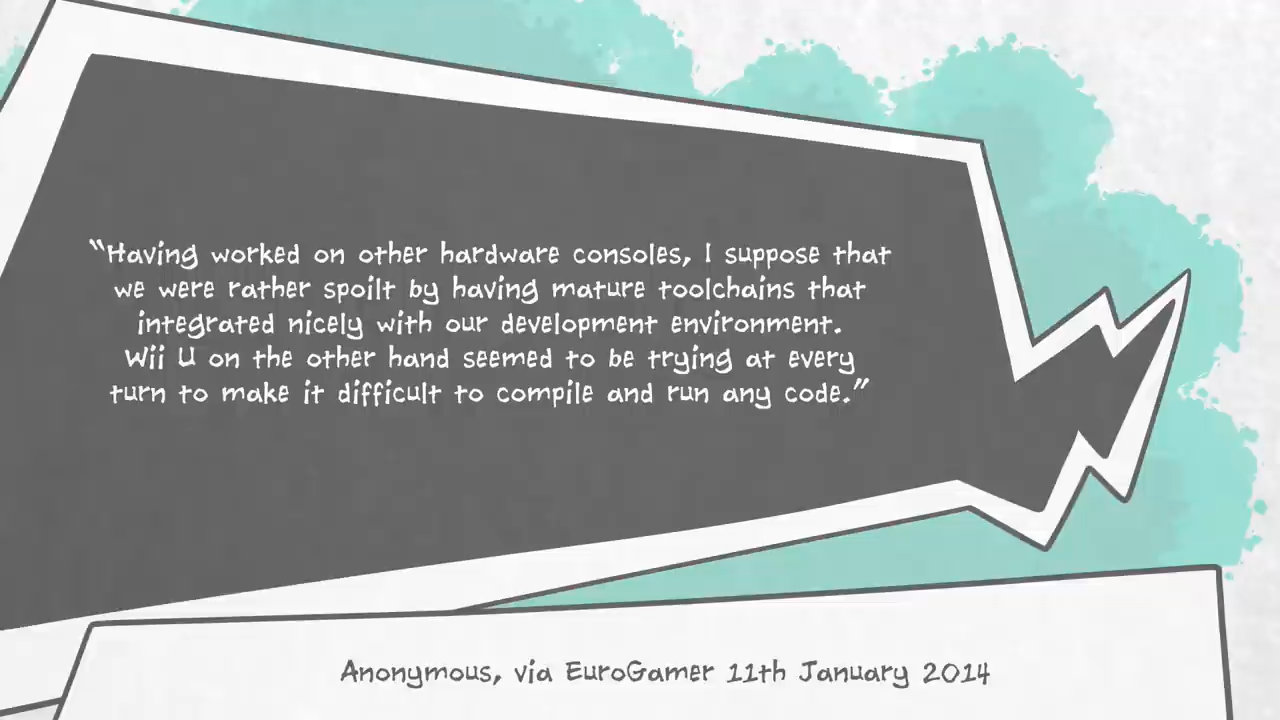 “Having worked on other hardware consoles, I suppose that
we were rather spoilt by having mature toolchains that
integrated nicely with our development environment.
Wii U on the other hand seemed to be trying at every
turn to make it difficult to compile and run any code.”
Anonymous, via EuroGamer 11th January 2014